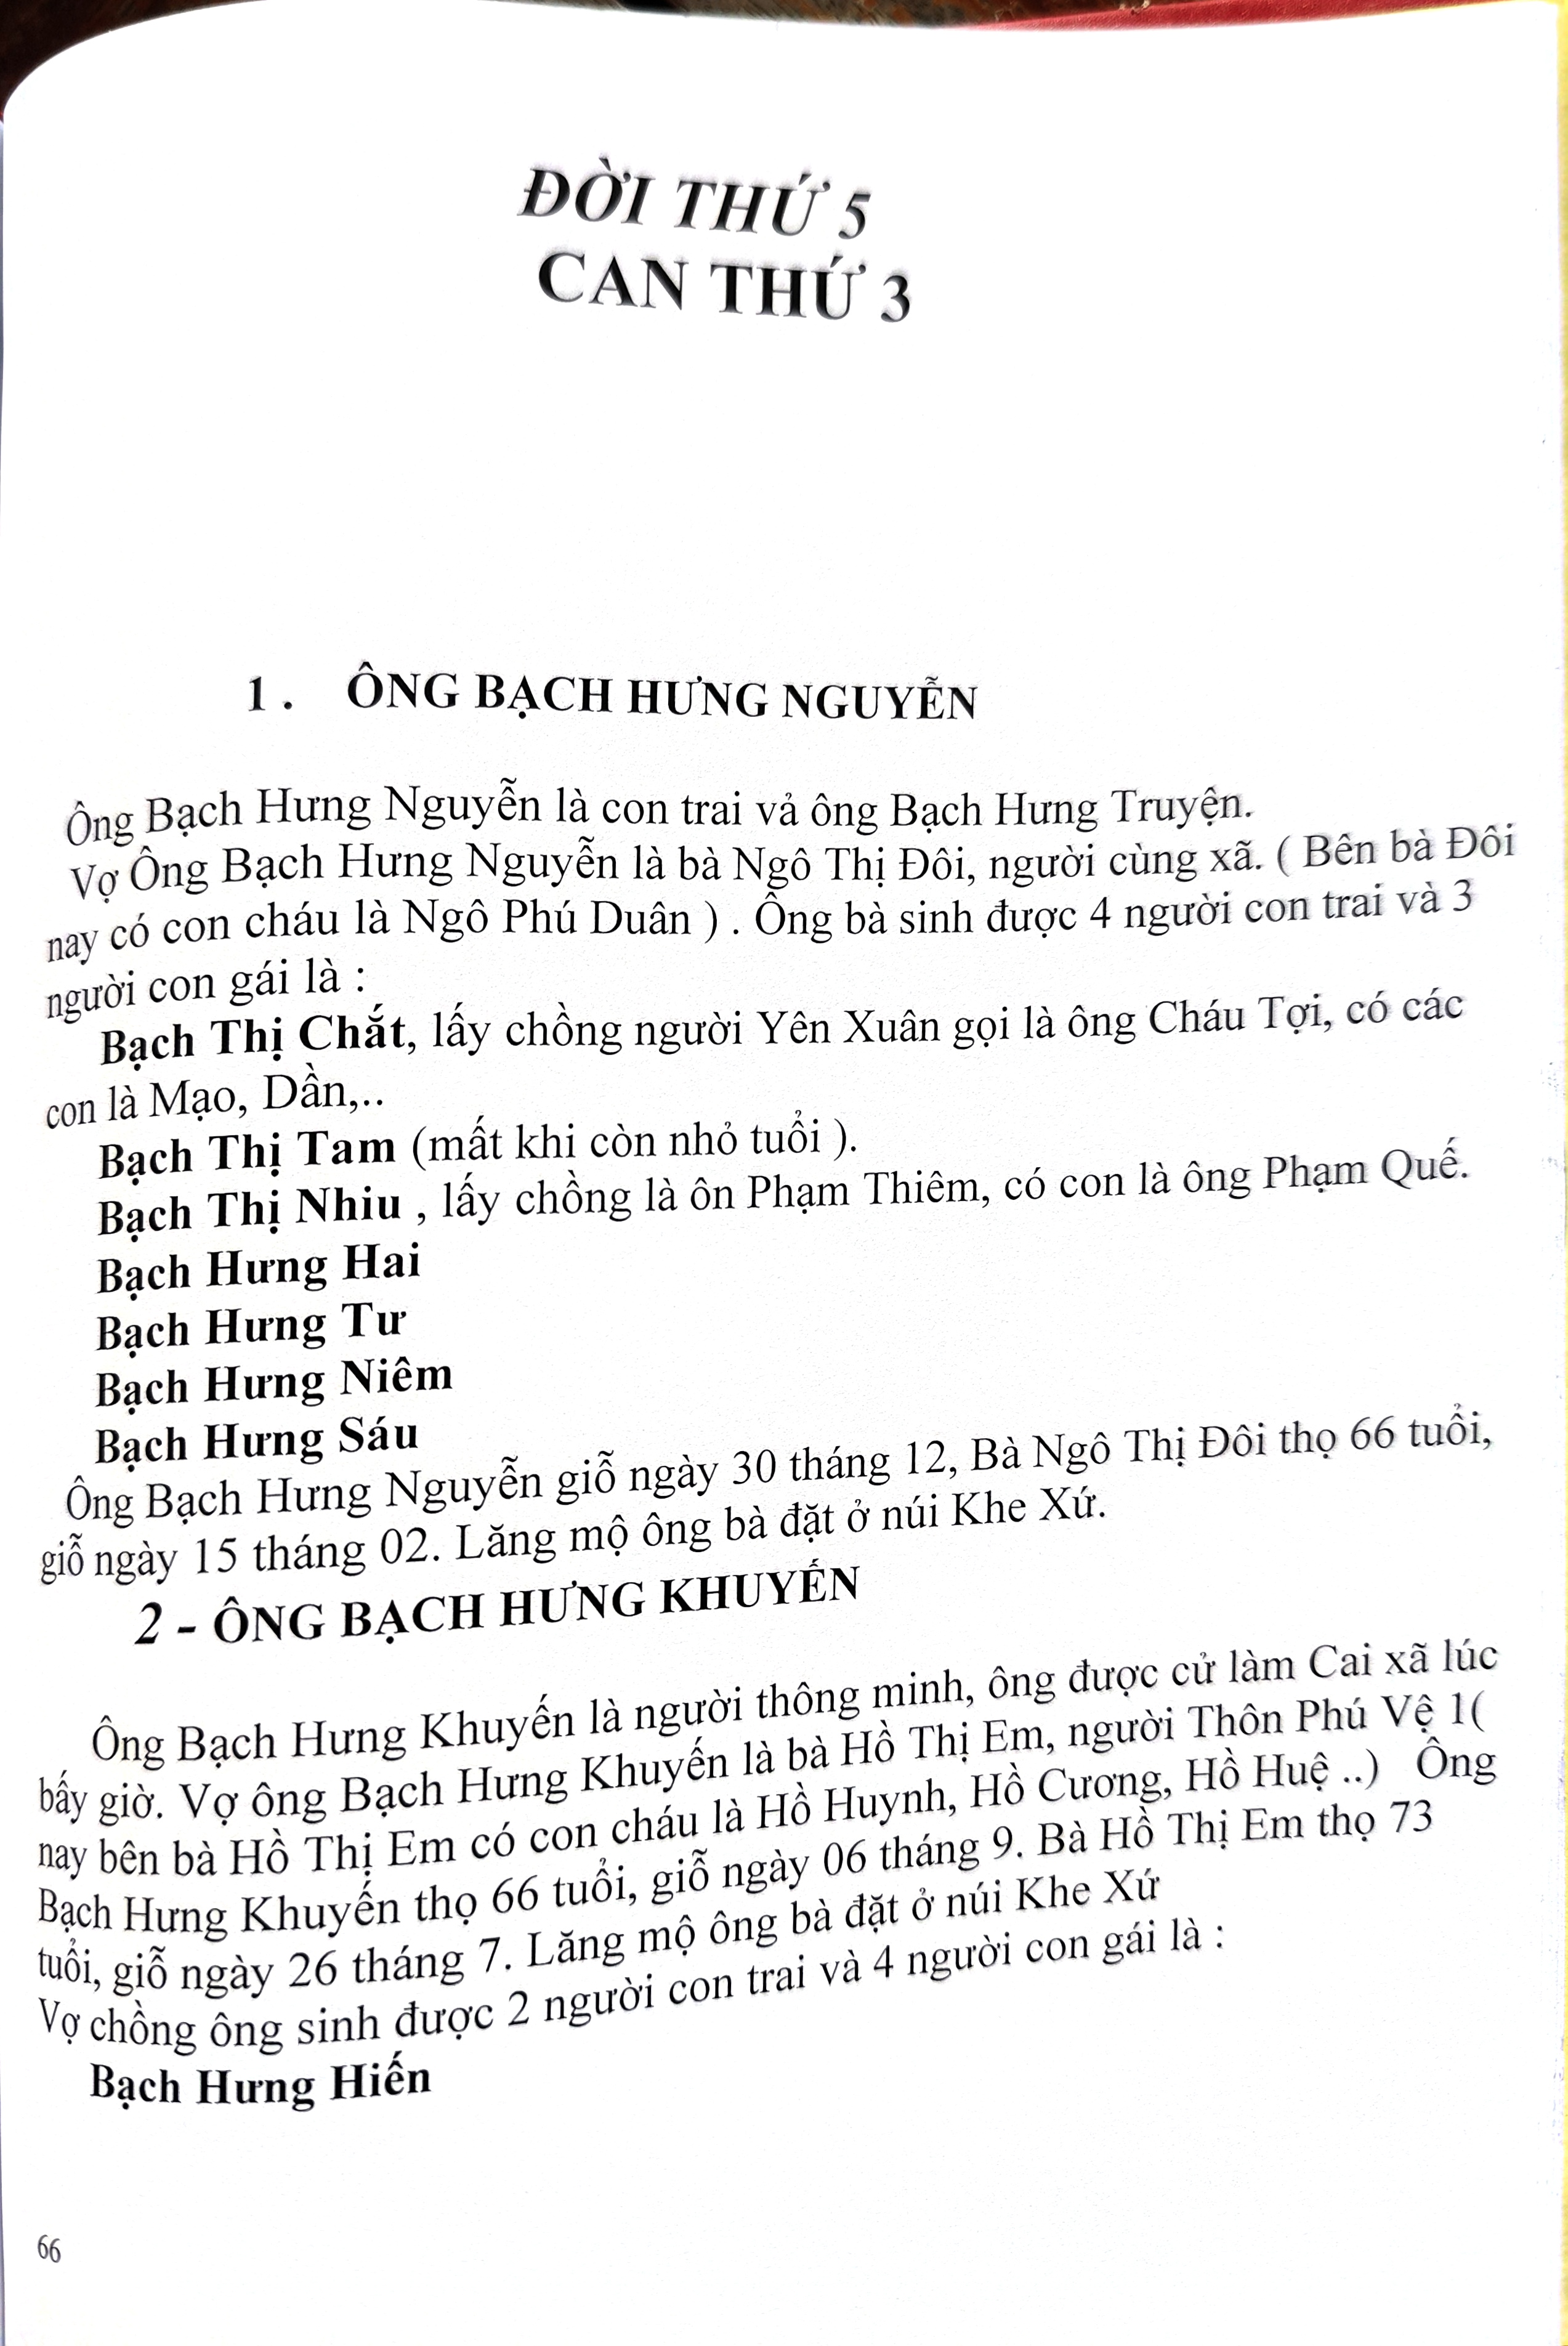 ĐỜI THỨ 5
CAN THỨ 3
1 . ÔNG BẠCH HƯNG NGUYỄN
Ông Bạch Hưng Nguyễn là con trai vả ông Bạch Hưng Truyện.
Vợ Ông Bạch Hưng Nguyễn là bà Ngô Thị Đôi, người cùng xã. ( Bên bà Đôi
nay có con cháu là Ngô Phú Duân ) . Ông bà sinh được 4 người con trai và 3
người con gái là :
Bạch Thị Chắt, lấy chồng người Yên Xuân gọi là ông Cháu Tợi, có các
con là Mạo, Dần,..
Bạch Thị Tam (mất khi còn nhỏ tuổi ).
Bạch Thị Nhiu , lấy chồng là ôn Phạm Thiêm, có con là ông Phạm Quế.
Bạch Hưng Hai
Bạch Hưng Tư
Bạch Hưng Niêm
Bạch Hưng Sáu
Ông Bạch Hưng Nguyễn giỗ ngày 30 tháng 12, Bà Ngô Thị Đôi thọ 66 tuổi,
giỗ ngày 15 tháng 02. Lăng mộ ông bà đặt ở núi Khe Xứ.
2 - ÔNG BẠCH HƯNG KHUYẾN
Ông Bạch Hưng Khuyến là người thông minh, ông được cử làm Cai xã lúc
bấy giờ. Vợ ông Bạch Hưng Khuyến là bà Hồ Thị Em, người Thôn Phú Vệ 1(
nay bên bà Hồ Thị Em có con cháu là Hồ Huynh, Hồ Cương, Hồ Huệ ..) Ông
Bạch Hưng Khuyến thọ 66 tuổi, giỗ ngày 06 tháng 9. Bà Hồ Thị Em thọ 73
tuổi, giỗ ngày 26 tháng 7. Lăng mộ ông bà đặt ở núi Khe Xứ
Vợ chồng ông sinh được 2 người con trai và 4 người con gái là :
Bạch Hưng Hiến
66